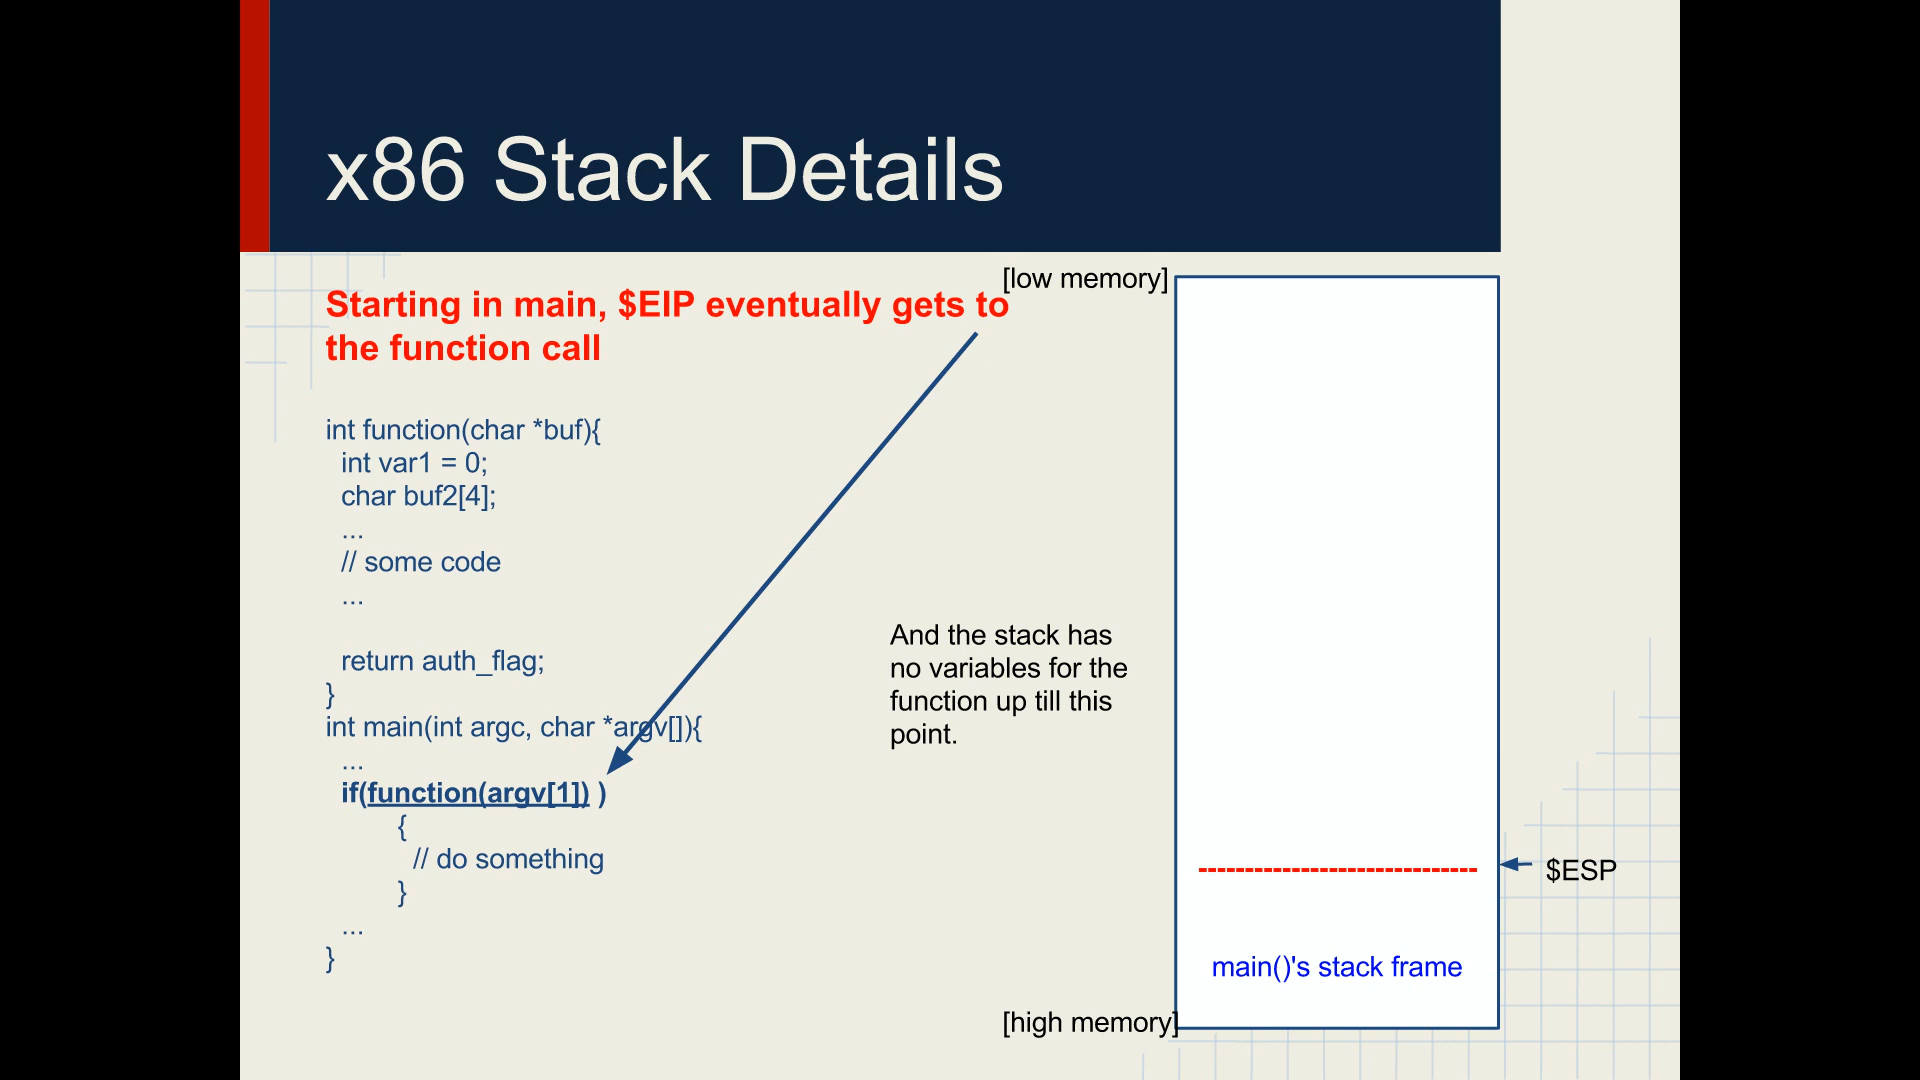 x86 Stack Details
[low memory]
Starting in main, $EIP eventually gets to
the function call
int function(char *buf){
int var1 = 0;
char buf2[4];
...
// some code
...
return auth_flag;
}
int main(int argc, char *argv[]){
...
if(function(argv[1]) )
{
// do something
}
...
}
And the stack has
no variables for the
function up till this
point.
$ESP
main()'s stack frame
[high memory]